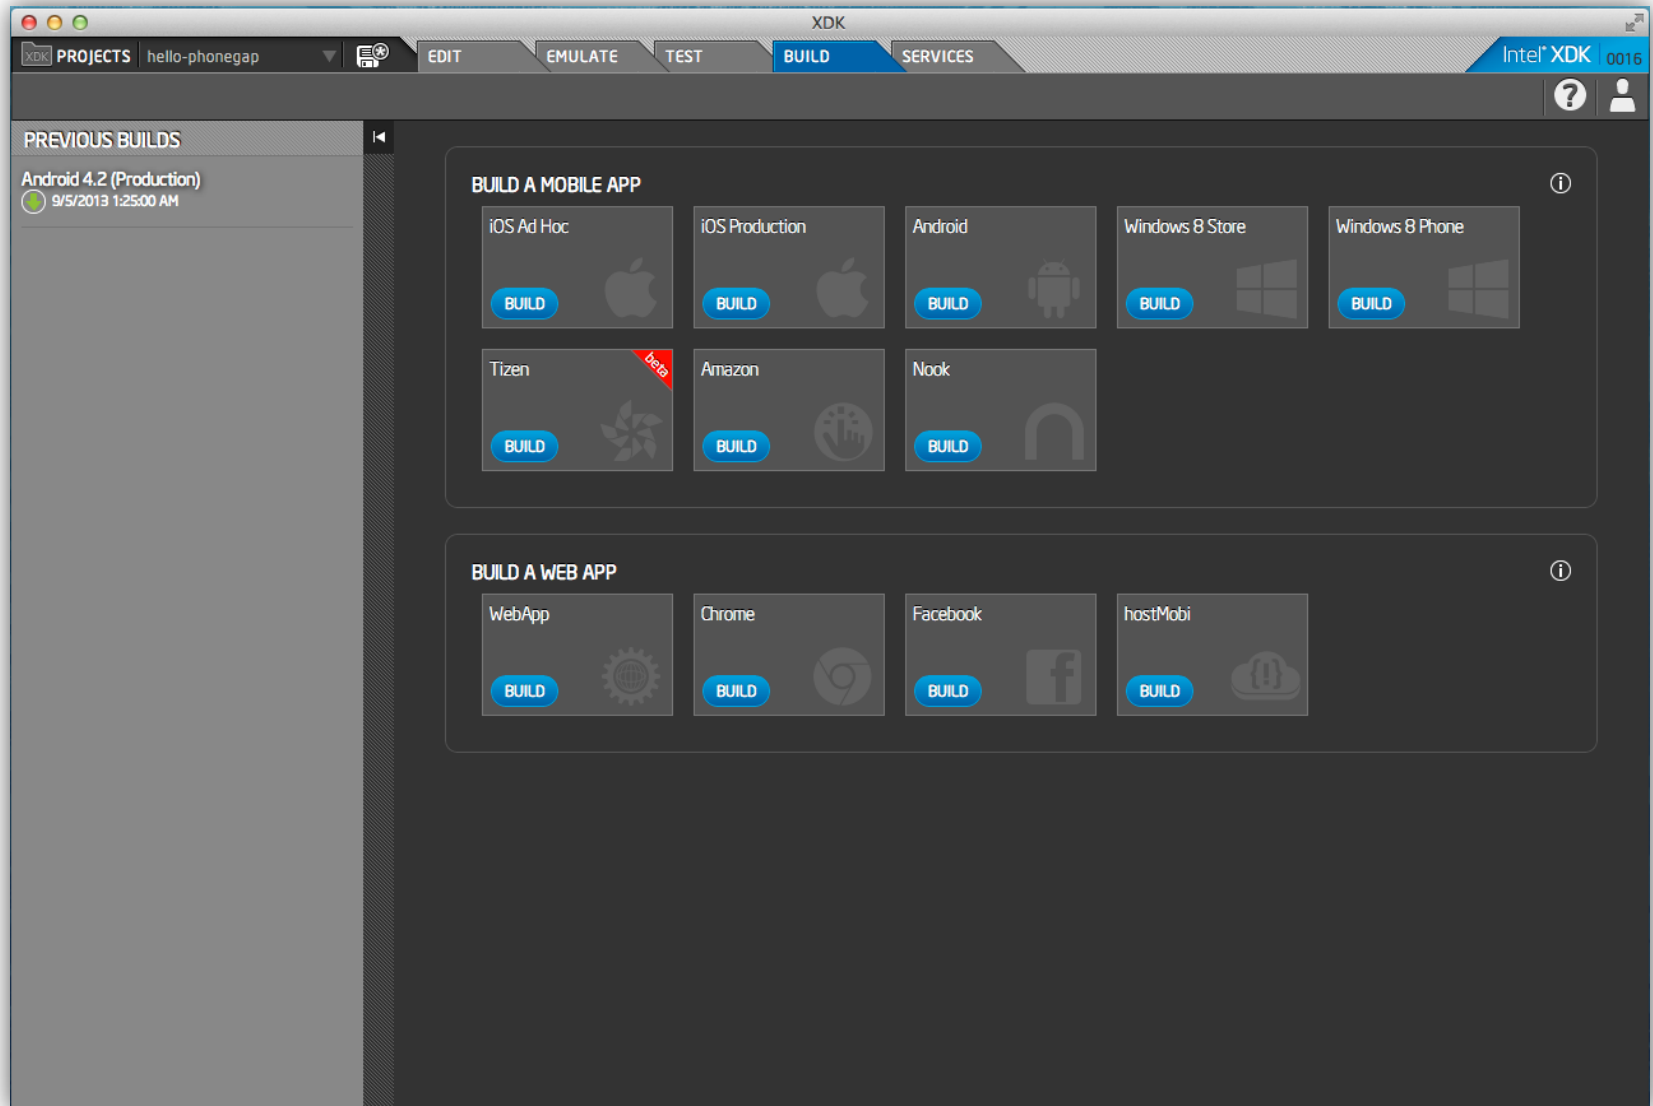 XDK
XDK PROJECTS hello-phonegap EDIT EMULATE TEST BUILD SERVICES Intel® XDK 0016
?
PREVIOUS BUILDS
Android 4.2 (Production)
9/5/2013 1:25:00 AM
BUILD A MOBILE APP
iOS Ad Hoc iOS Production Android Windows 8 Store Windows 8 Phone
BUILD BUILD BUILD BUILD BUILD
Tizen beta Amazon Nook
BUILD BUILD BUILD
BUILD A WEB APP
WebApp Chrome Facebook hostMobi
BUILD BUILD BUILD BUILD